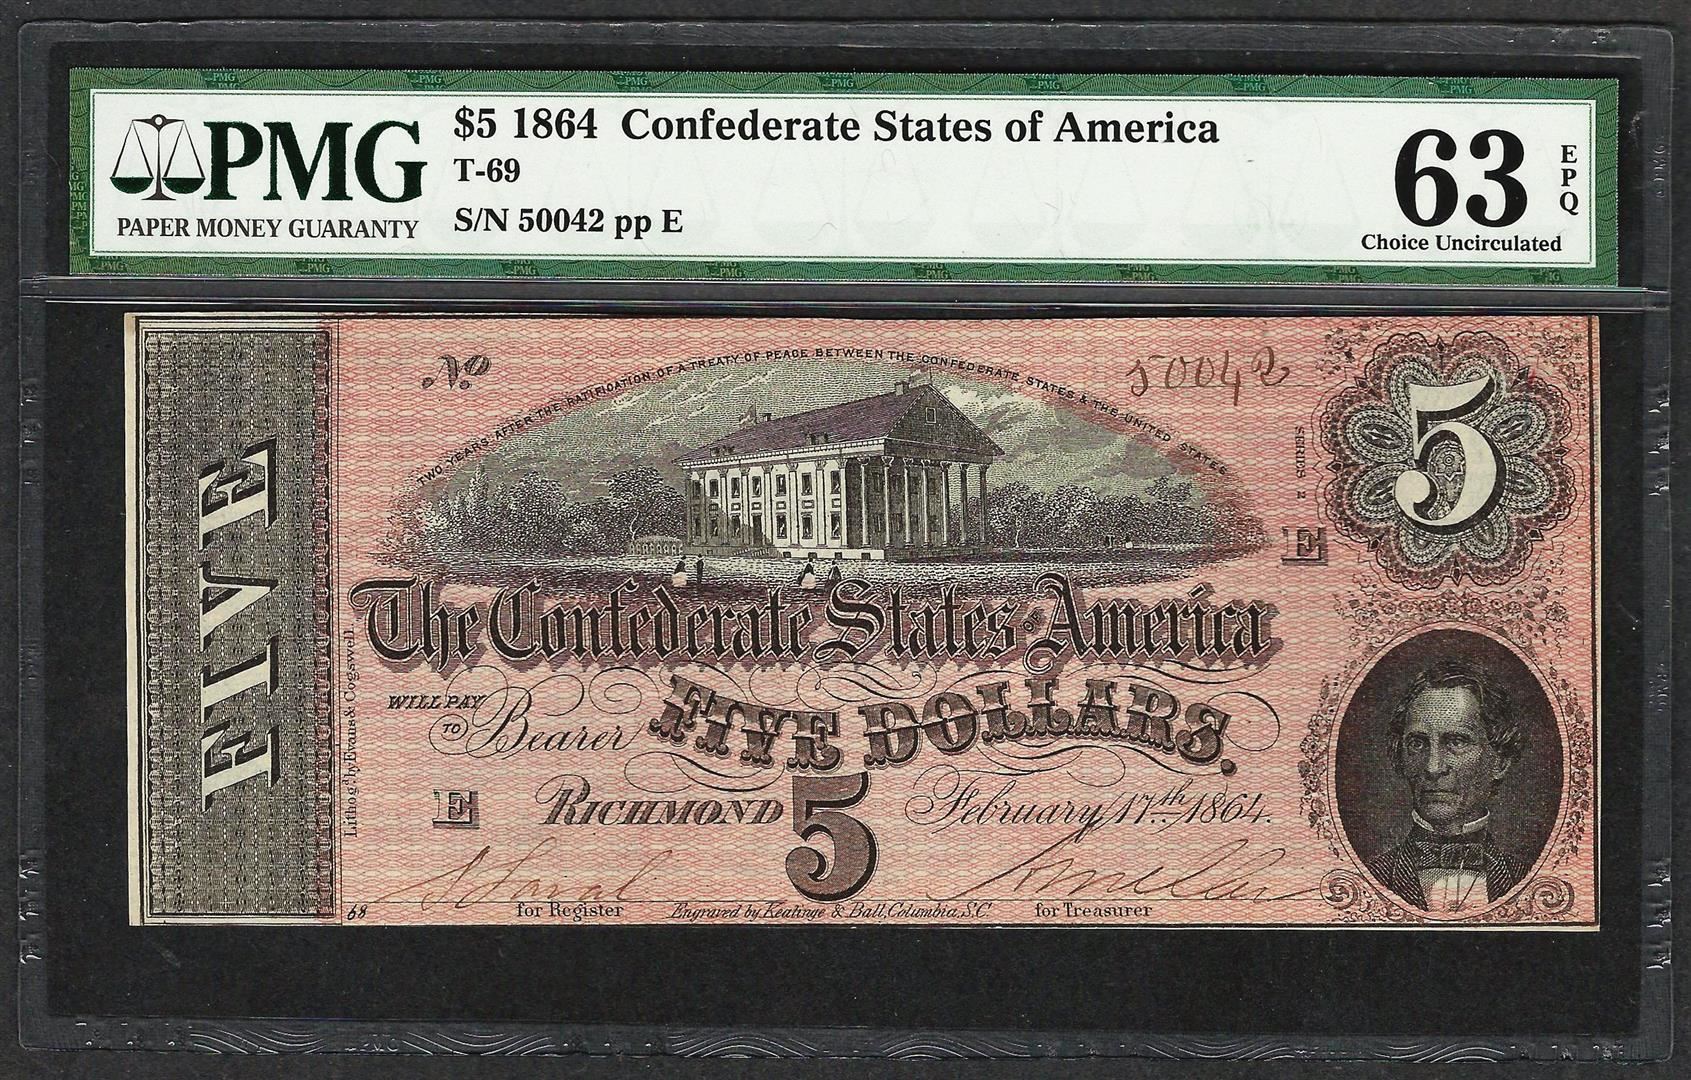 PMG
PAPER MONEY GUARANTY
$5 1864 Confederate States of America
T-69
S/N 50042 pp E
63
EPQ
Choice Uncirculated
No 50042
TWO YEARS AFTER THE RATIFICATION OF A TREATY OF PEACE BETWEEN THE CONFEDERATE STATES & THE UNITED STATES
SERIES 2
5
E
FIVE
The Confederate States OF America
WILL PAY TO Bearer FIVE DOLLARS.
E
RICHMOND 5 February 17th 1864.
Lithog'h by Evans & Cogswell
68
for Register
Engraved by Keatinge & Ball, Columbia, S.C.
for Treasurer